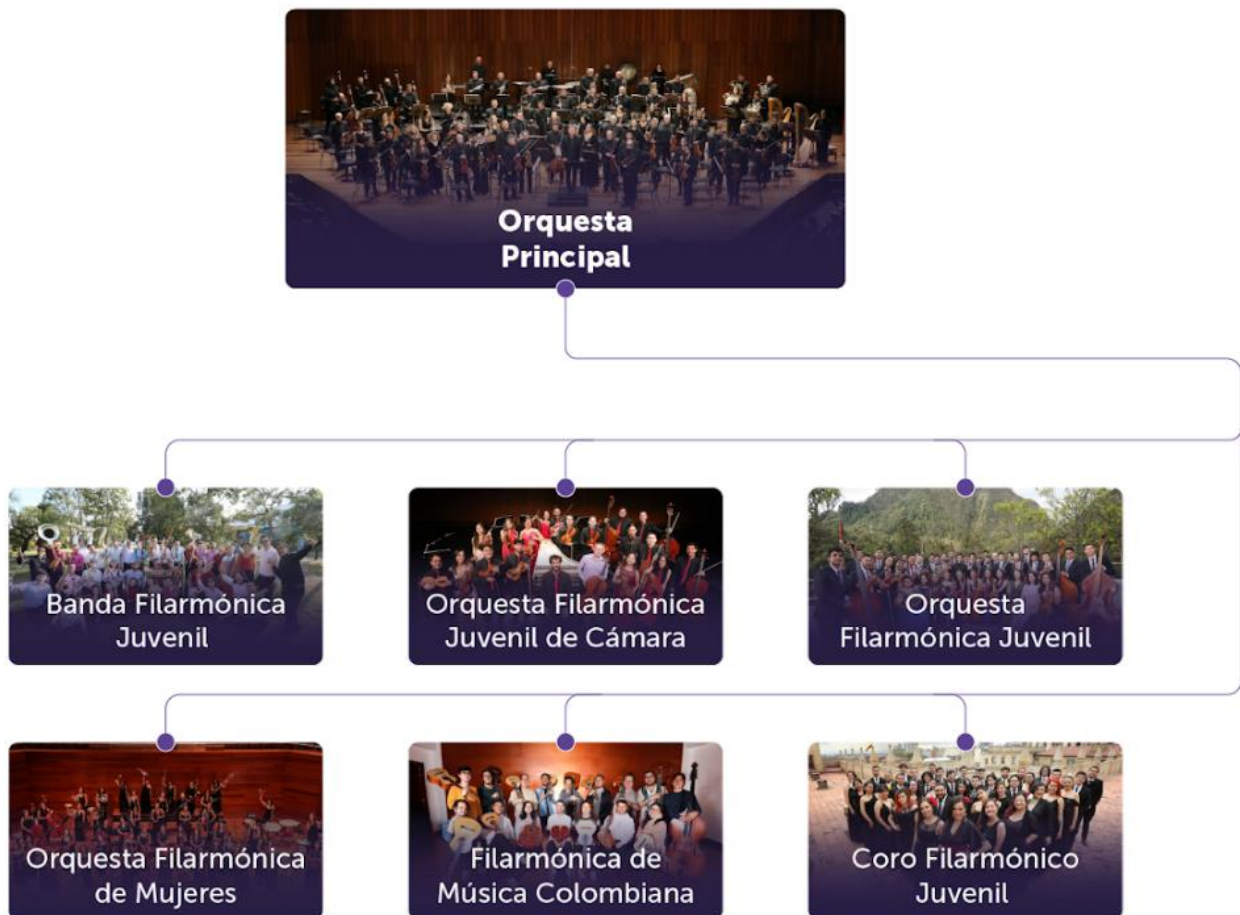 Orquesta
Principal
Banda Filarmónica
Juvenil
Orquesta Filarmónica
Juvenil de Cámara
Orquesta
Filarmónica Juvenil
Orquesta Filarmónica
de Mujeres
Filarmónica de
Música Colombiana
Coro Filarmónico
Juvenil